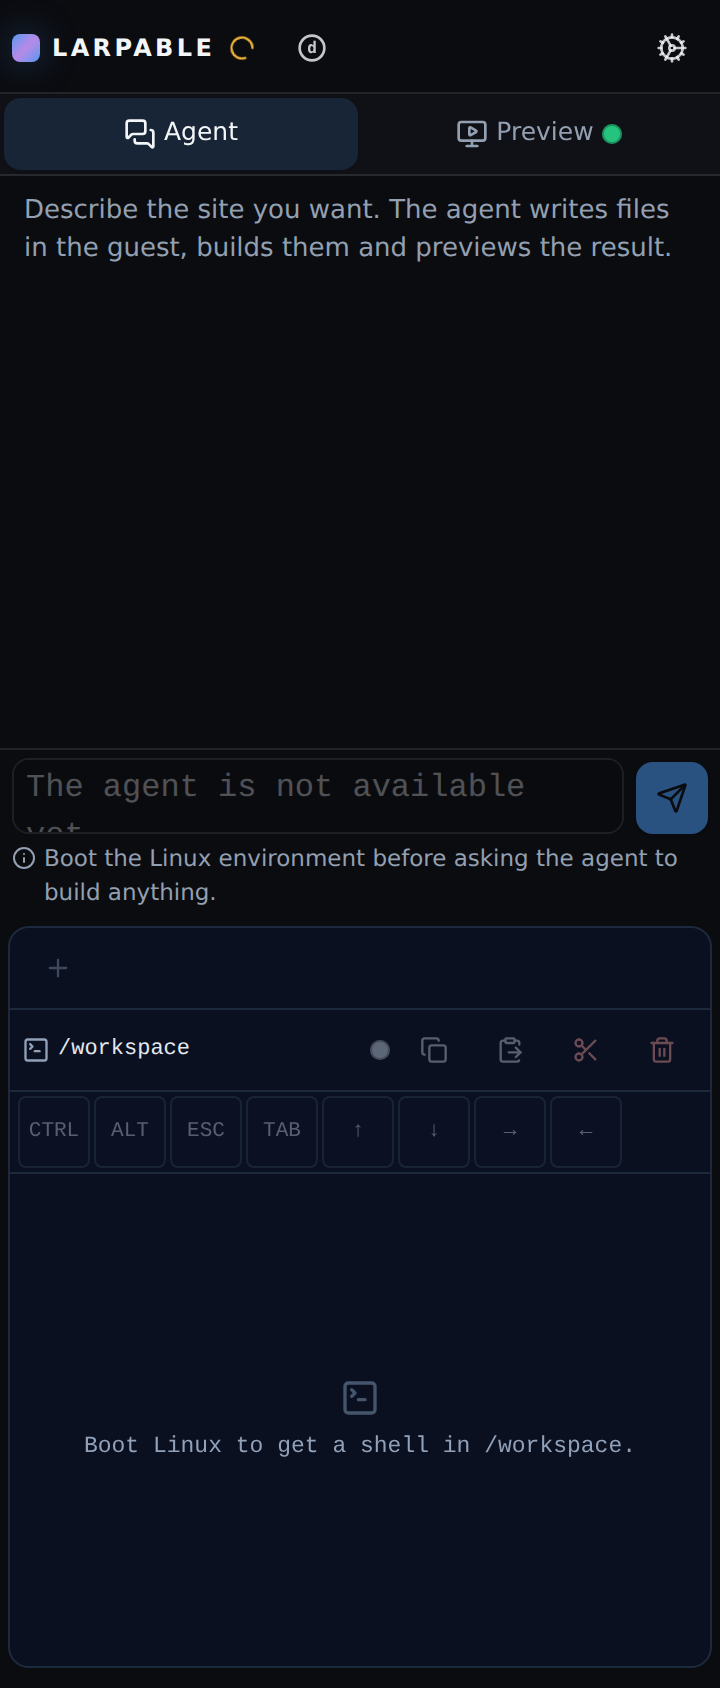 LARPABLE
d
Agent
Preview
Describe the site you want. The agent writes files
in the guest, builds them and previews the result.
The agent is not available
yet
Boot the Linux environment before asking the agent to
build anything.
/workspace
CTRL ALT ESC TAB ↑ ↓ → ←
Boot Linux to get a shell in /workspace.